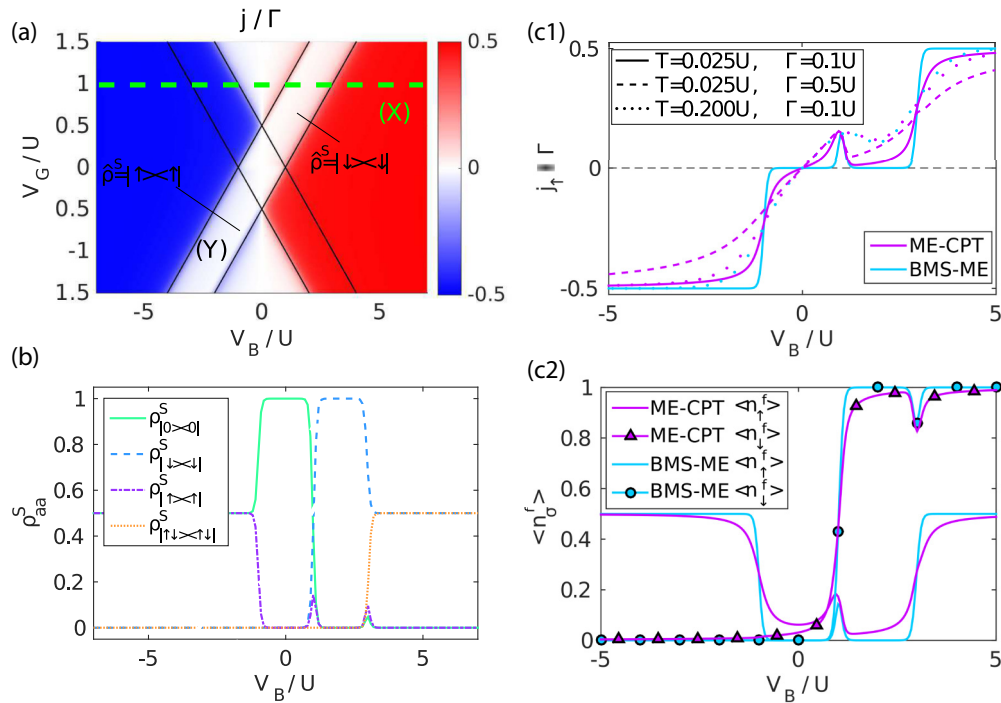 (a)
j / Γ
1.5
1
0.5
0
-0.5
-1
1.5
V_G / U
-5
0
5
V_B / U
0.5
0
-0.5
(X)
(Y)
ρ̂^S=|↑><↑|
ρ̂^S=|↓><↓|
(c1)
0.5
0
-0.5
j_↑ Γ
T=0.025U, Γ=0.1U
T=0.025U, Γ=0.5U
T=0.200U, Γ=0.1U
ME-CPT
BMS-ME
-5
0
5
V_B / U
(b)
1
0.8
0.6
0.4
0.2
0
ρ^S_aa
ρ^S_|0><0|
ρ^S_|↓><↓|
ρ^S_|↑><↑|
ρ^S_|↑↓><↑↓|
-5
0
5
V_B / U
(c2)
1
0.8
0.6
0.4
0.2
0
<n^f_σ>
ME-CPT <n^f_↑>
ME-CPT <n^f_↓>
BMS-ME <n^f_↑>
BMS-ME <n^f_↓>
-5
0
5
V_B / U